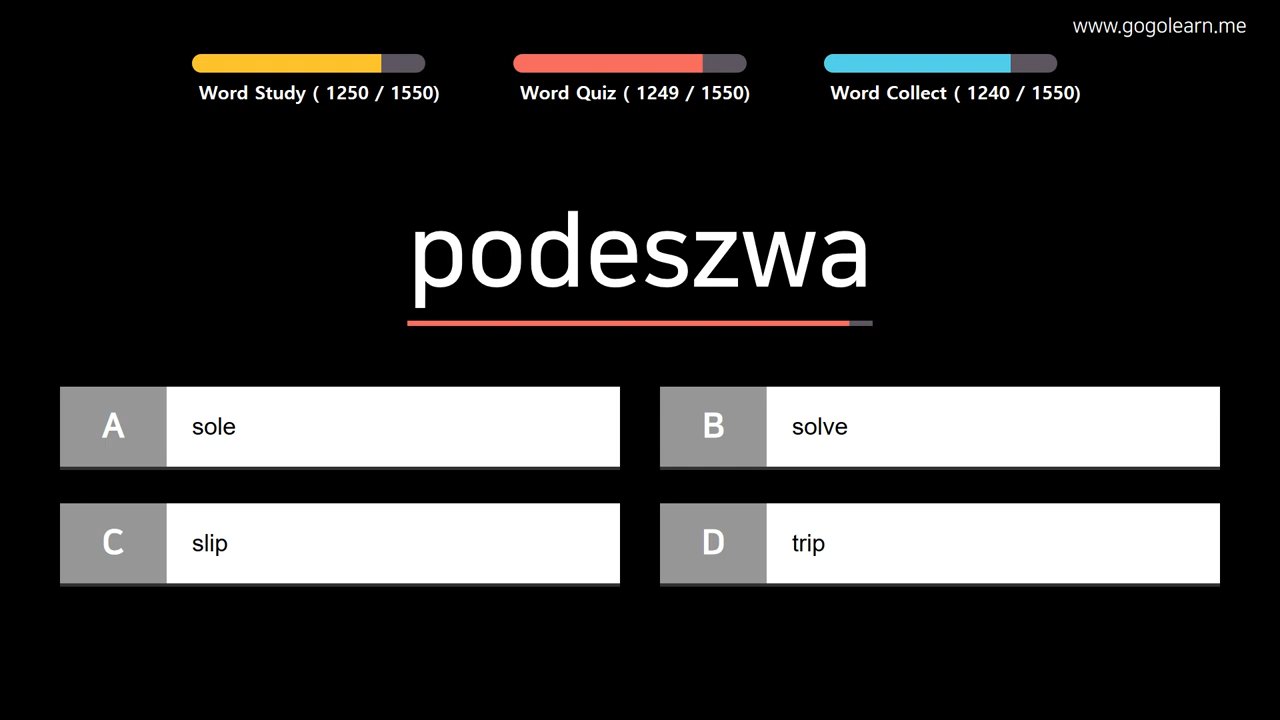 www.gogolearn.me
Word Study ( 1250 / 1550)
Word Quiz ( 1249 / 1550)
Word Collect ( 1240 / 1550)
podeszwa
A sole
B solve
C slip
D trip